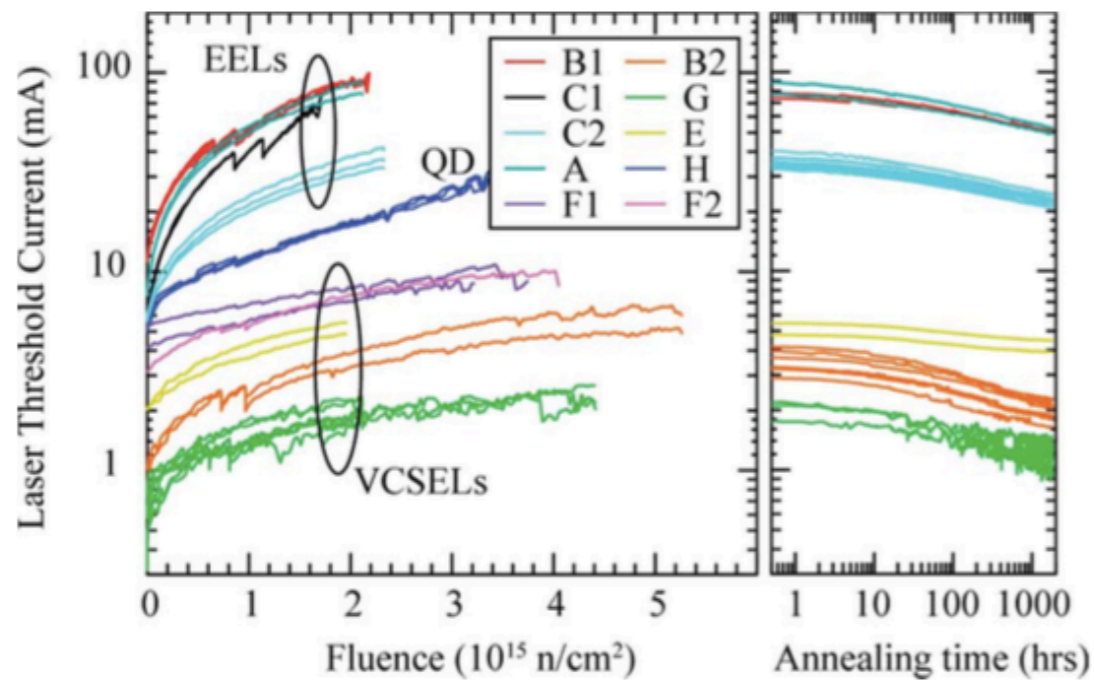 Laser Threshold Current (mA)
100
10
1
EELs
QD
VCSELs
B1 B2
C1 G
C2 E
A H
F1 F2
0 1 2 3 4 5
Fluence (10¹⁵ n/cm²)
1 10 100 1000
Annealing time (hrs)